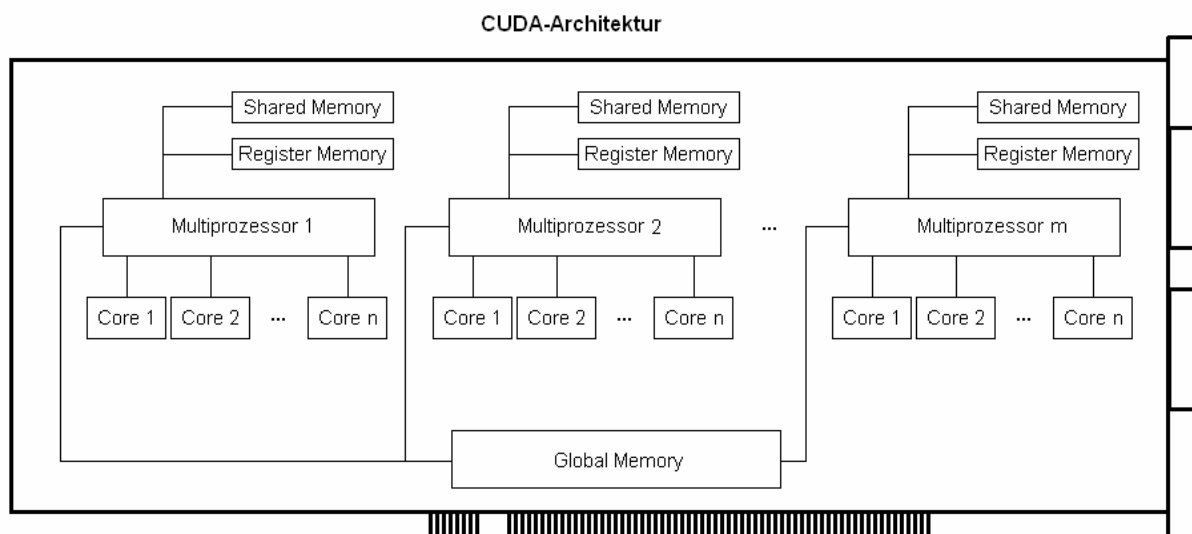 CUDA-Architektur
Shared Memory Shared Memory Shared Memory
Register Memory Register Memory Register Memory
Multiprozessor 1 Multiprozessor 2 ... Multiprozessor m
Core 1 Core 2 ... Core n Core 1 Core 2 ... Core n Core 1 Core 2 ... Core n
Global Memory